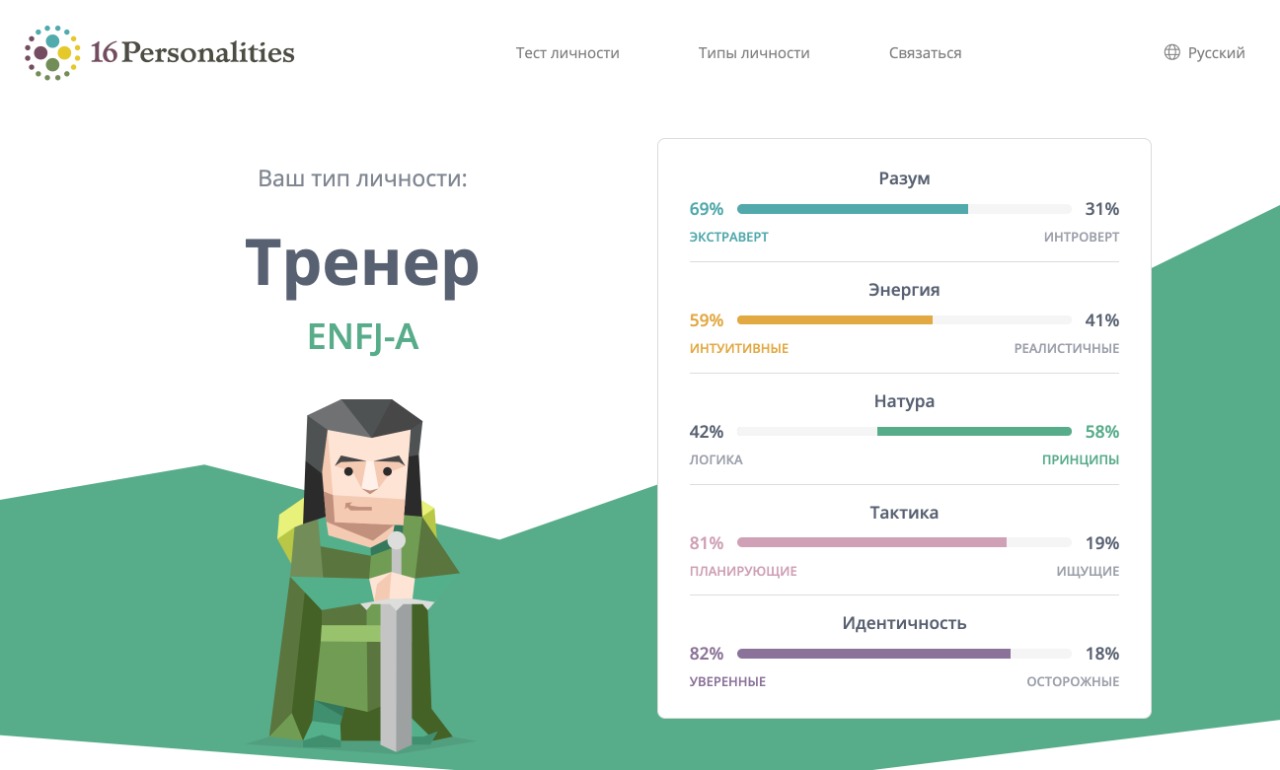 16Personalities
Тест личности
Типы личности
Связаться
Русский
Ваш тип личности:
Тренер
ENFJ-A
Разум
69% 31%
ЭКСТРАВЕРТ ИНТРОВЕРТ
Энергия
59% 41%
ИНТУИТИВНЫЕ РЕАЛИСТИЧНЫЕ
Натура
42% 58%
ЛОГИКА ПРИНЦИПЫ
Тактика
81% 19%
ПЛАНИРУЮЩИЕ ИЩУЩИЕ
Идентичность
82% 18%
УВЕРЕННЫЕ ОСТОРОЖНЫЕ